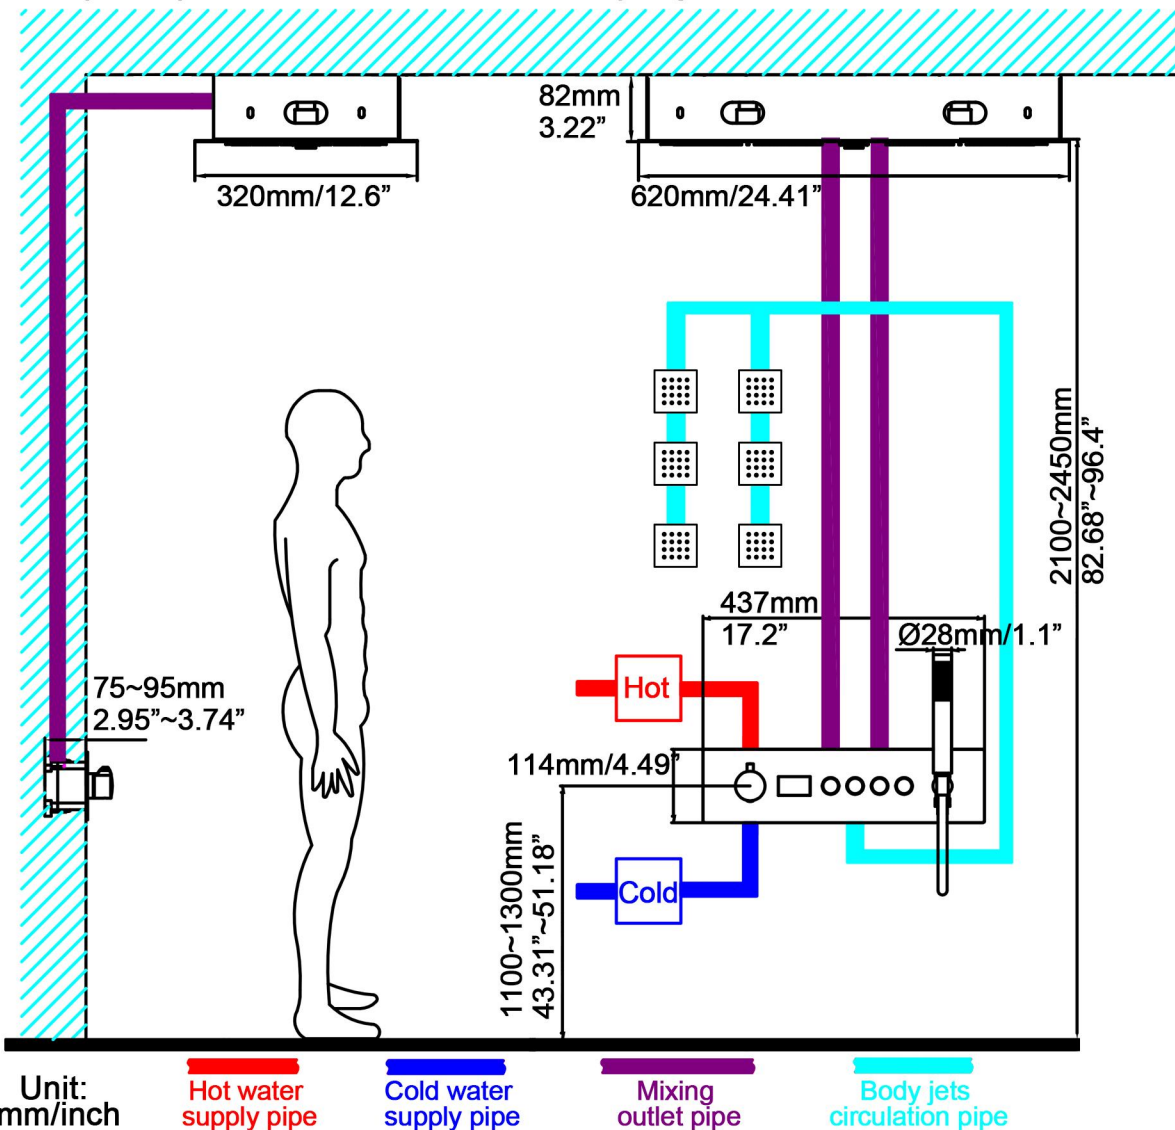 82mm
3.22”
320mm/12.6”
620mm/24.41”
2100~2450mm
82.68”~96.4”
437mm
17.2”
Ø28mm/1.1”
Hot
75~95mm
2.95”~3.74”
114mm/4.49”
Cold
1100~1300mm
43.31”~51.18”
Unit:
mm/inch
Hot water
supply pipe
Cold water
supply pipe
Mixing
outlet pipe
Body jets
circulation pipe